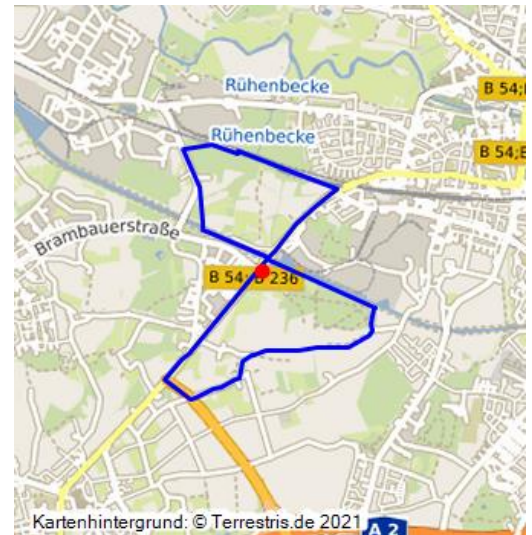 Rühenbecke
B 54;
Rühenbecke
B 54;B
Brambauerstraße
B 54; B 236
Kartenhintergrund: © Terrestris.de 2021
A 2